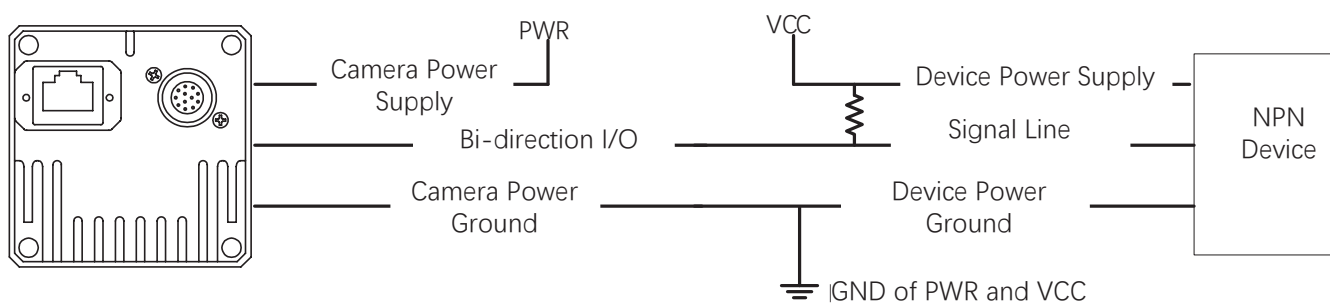 PWR
VCC
Camera Power
Supply
Device Power Supply
Bi-direction I/O
Signal Line
NPN
Device
Camera Power
Ground
Device Power
Ground
GND of PWR and VCC